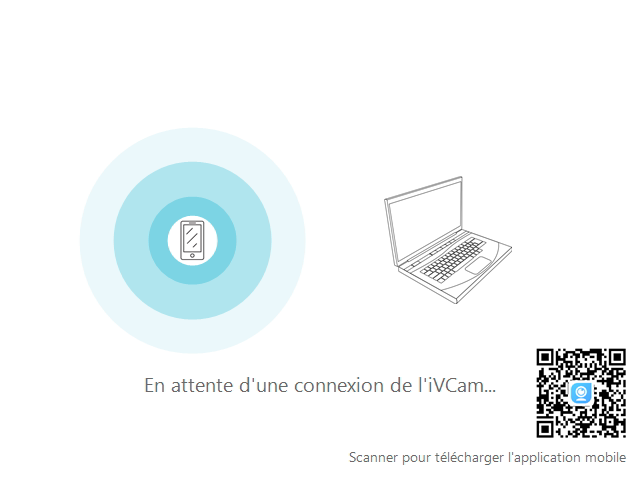 En attente d'une connexion de l'iVCam...
Scanner pour télécharger l'application mobile